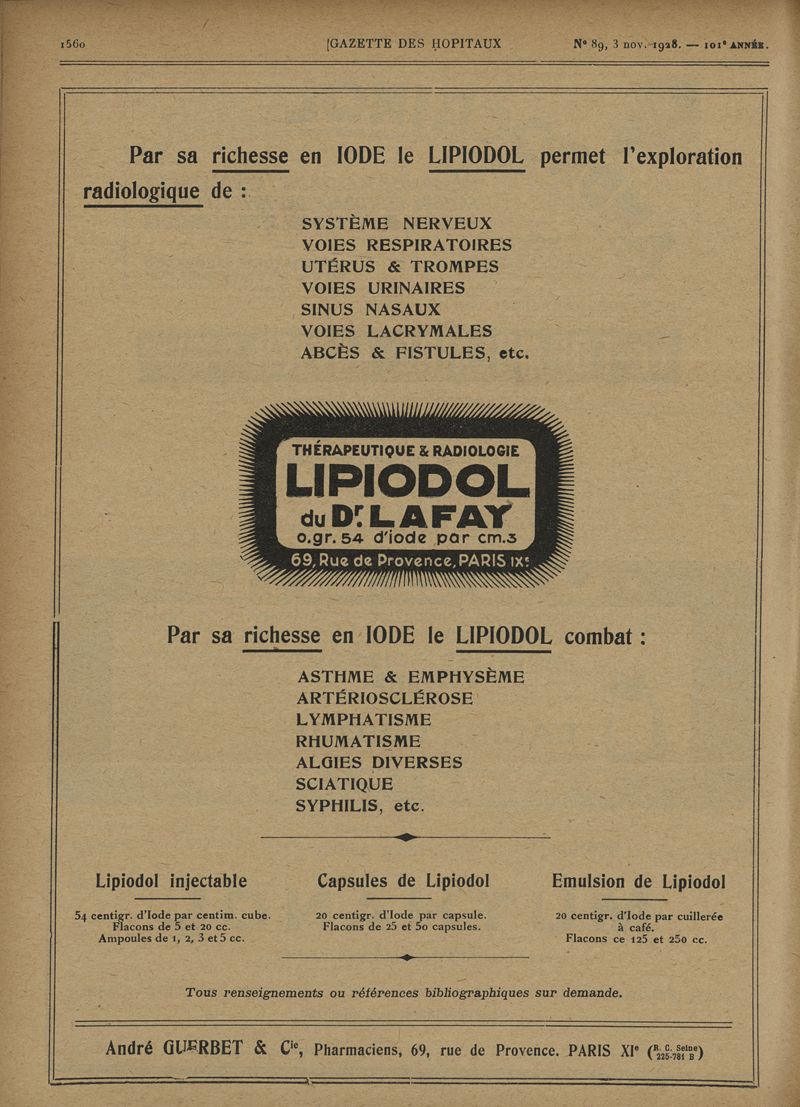 1560
GAZETTE DES HOPITAUX
N° 89, 3 nov. 1928. — 101e ANNÉE.
Par sa richesse en IODE le LIPIODOL permet l'exploration
radiologique de :
SYSTÈME NERVEUX
VOIES RESPIRATOIRES
UTÉRUS & TROMPES
VOIES URINAIRES
SINUS NASAUX
VOIES LACRYMALES
ABCÈS & FISTULES, etc.
THÉRAPEUTIQUE & RADIOLOGIE
LIPIODOL
du Dr. LAFAY
0.gr. 54 d'iode par cm.3
69, Rue de Provence, PARIS IXe
Par sa richesse en IODE le LIPIODOL combat :
ASTHME & EMPHYSÈME
ARTÉRIOSCLÉROSE
LYMPHATISME
RHUMATISME
ALGIES DIVERSES
SCIATIQUE
SYPHILIS, etc.
Lipiodol injectable
54 centigr. d'Iode par centim. cube.
Flacons de 5 et 20 cc.
Ampoules de 1, 2, 3 et 5 cc.
Capsules de Lipiodol
20 centigr. d'Iode par capsule.
Flacons de 25 et 50 capsules.
Emulsion de Lipiodol
20 centigr. d'Iode par cuillerée
à café.
Flacons ce 125 et 250 cc.
Tous renseignements ou références bibliographiques sur demande.
André GUERBET & Cie, Pharmaciens, 69, rue de Provence. PARIS XIe (R. C. Seine 225-781 B)